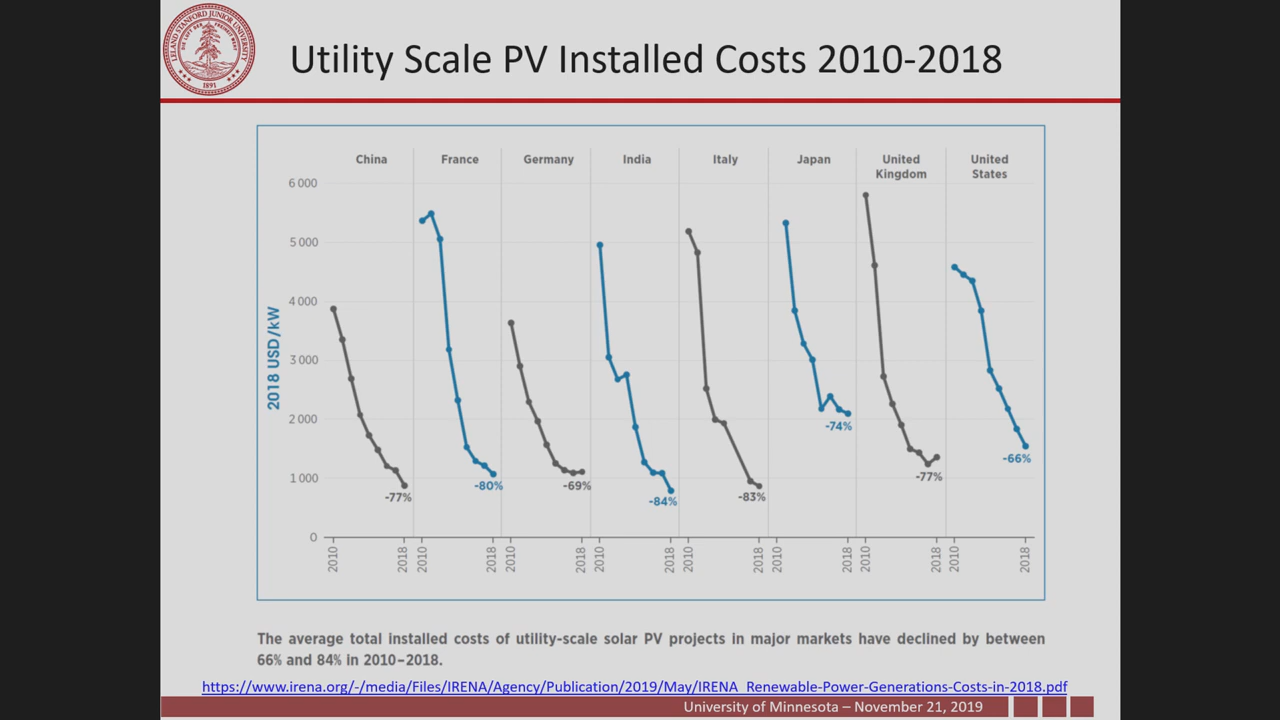 LELAND STANFORD JUNIOR UNIVERSITY
1891
Utility Scale PV Installed Costs 2010-2018
China
France
Germany
India
Italy
Japan
United
Kingdom
United
States
2018 USD/kW
6 000
5 000
4 000
3 000
2 000
1 000
0
-77%
-80%
-69%
-84%
-83%
-74%
-77%
-66%
2010
2018
2010
2018
2010
2018
2010
2018
2010
2018
2010
2018
2010
2018
2010
2018
The average total installed costs of utility-scale solar PV projects in major markets have declined by between
66% and 84% in 2010–2018.
https://www.irena.org/-/media/Files/IRENA/Agency/Publication/2019/May/IRENA_Renewable-Power-Generations-Costs-in-2018.pdf
University of Minnesota – November 21, 2019